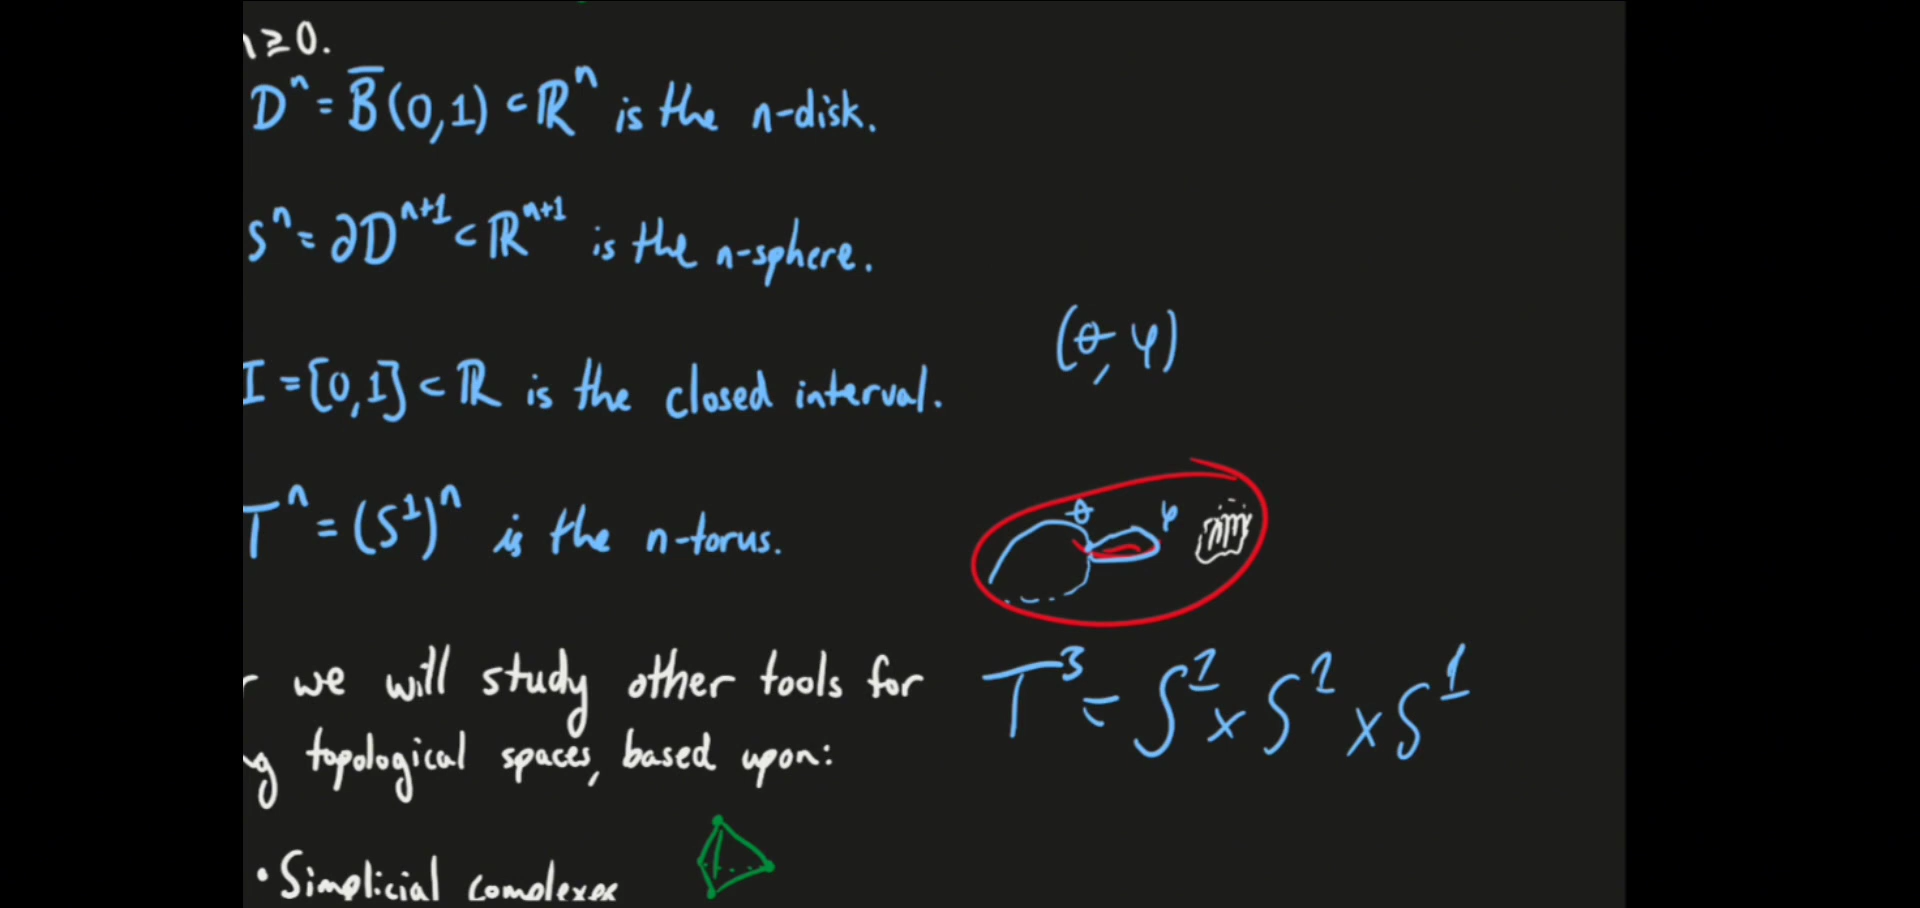 n≥0.
Dⁿ = B̅(0,1) ⊂ ℝⁿ is the n-disk.
Sⁿ = ∂Dⁿ⁺¹ ⊂ ℝⁿ⁺¹ is the n-sphere.
(θ, φ)
I = [0,1] ⊂ ℝ is the closed interval.
θ φ
Tⁿ = (S¹)ⁿ is the n-torus.
r we will study other tools for
T³ = S¹ × S¹ × S¹
ng topological spaces, based upon:
• Simplicial complexes